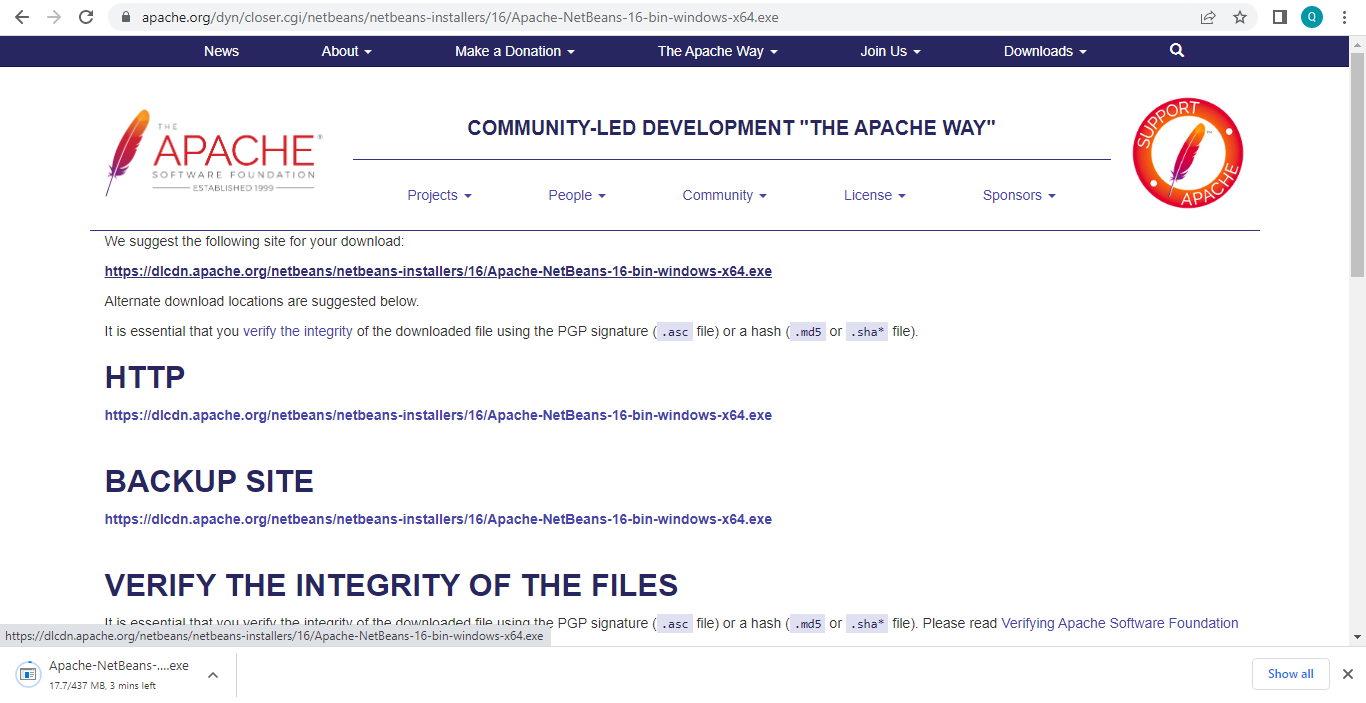 apache.org/dyn/closer.cgi/netbeans/netbeans-installers/16/Apache-NetBeans-16-bin-windows-x64.exe
Q
News About Make a Donation The Apache Way Join Us Downloads
THE
APACHE®
SOFTWARE FOUNDATION
ESTABLISHED 1999
COMMUNITY-LED DEVELOPMENT "THE APACHE WAY"
Projects People Community License Sponsors
SUPPORT
APACHE
We suggest the following site for your download:
https://dlcdn.apache.org/netbeans/netbeans-installers/16/Apache-NetBeans-16-bin-windows-x64.exe
Alternate download locations are suggested below.
It is essential that you verify the integrity of the downloaded file using the PGP signature ( .asc file) or a hash ( .md5 or .sha* file).
HTTP
https://dlcdn.apache.org/netbeans/netbeans-installers/16/Apache-NetBeans-16-bin-windows-x64.exe
BACKUP SITE
https://dlcdn.apache.org/netbeans/netbeans-installers/16/Apache-NetBeans-16-bin-windows-x64.exe
VERIFY THE INTEGRITY OF THE FILES
It is essential that you verify the integrity of the downloaded file using the PGP signature ( .asc file) or a hash ( .md5 or .sha* file). Please read Verifying Apache Software Foundation
https://dlcdn.apache.org/netbeans/netbeans-installers/16/Apache-NetBeans-16-bin-windows-x64.exe
Apache-NetBeans-....exe
17.7/437 MB, 3 mins left
Show all